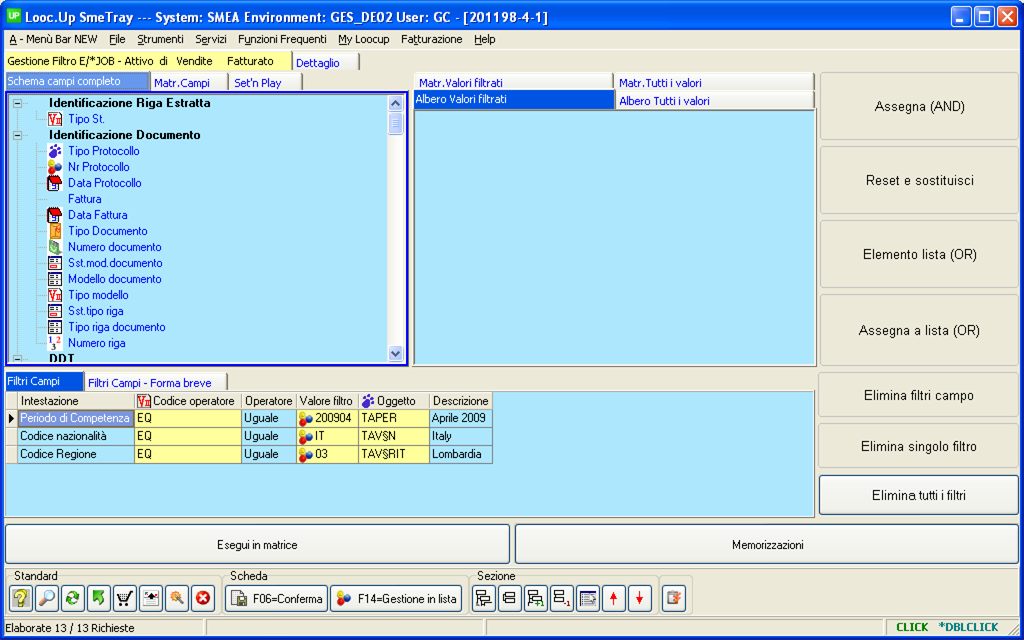 UP Looc.Up SmeTray --- System: SMEA Environment: GES_DE02 User: GC - [201198-4-1]
A - Menù Bar NEW File Strumenti Servizi Funzioni Frequenti My Loocup Fatturazione Help
Gestione Filtro E/*JOB - Attivo di Vendite Fatturato Dettaglio
Schema campi completo Matr.Campi Set'n Play
Identificazione Riga Estratta
Tipo St.
Identificazione Documento
Tipo Protocollo
Nr Protocollo
Data Protocollo
Fattura
Data Fattura
Tipo Documento
Numero documento
Sst.mod.documento
Modello documento
Tipo modello
Sst.tipo riga
Tipo riga documento
Numero riga
DDT
Matr.Valori filtrati Matr.Tutti i valori
Albero Valori filtrati Albero Tutti i valori
Assegna (AND)
Reset e sostituisci
Elemento lista (OR)
Assegna a lista (OR)
Elimina filtri campo
Elimina singolo filtro
Elimina tutti i filtri
Filtri Campi Filtri Campi - Forma breve
Intestazione Codice operatore Operatore Valore filtro Oggetto Descrizione
Periodo di Competenza EQ Uguale 200904 TAPER Aprile 2009
Codice nazionalità EQ Uguale IT TAV§N Italy
Codice Regione EQ Uguale 03 TAV§RIT Lombardia
Esegui in matrice Memorizzazioni
Standard Scheda Sezione
F06=Conferma F14=Gestione in lista
Elaborate 13 / 13 Richieste CLICK *DBLCLICK